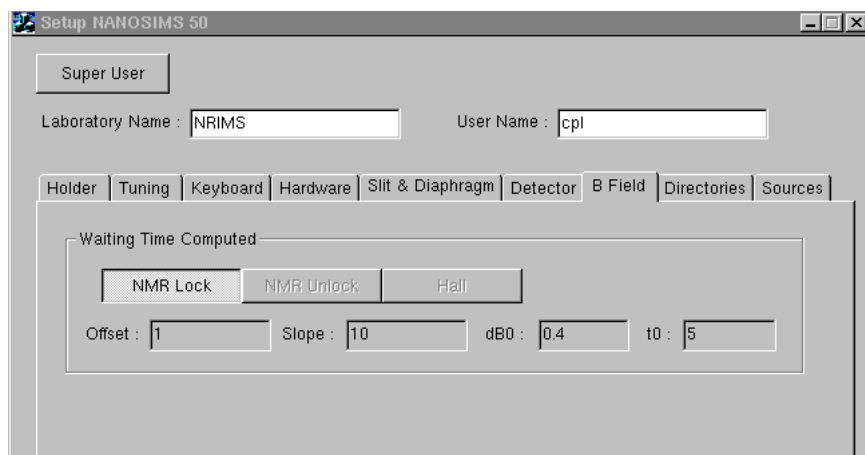 Setup NANOSIMS 50
Super User
Laboratory Name : NRIMS User Name : cpl
Holder Tuning Keyboard Hardware Slit & Diaphragm Detector B Field Directories Sources
Waiting Time Computed
NMR Lock NMR Unlock Hall
Offset : 1 Slope : 10 dB0 : 0.4 t0 : 5